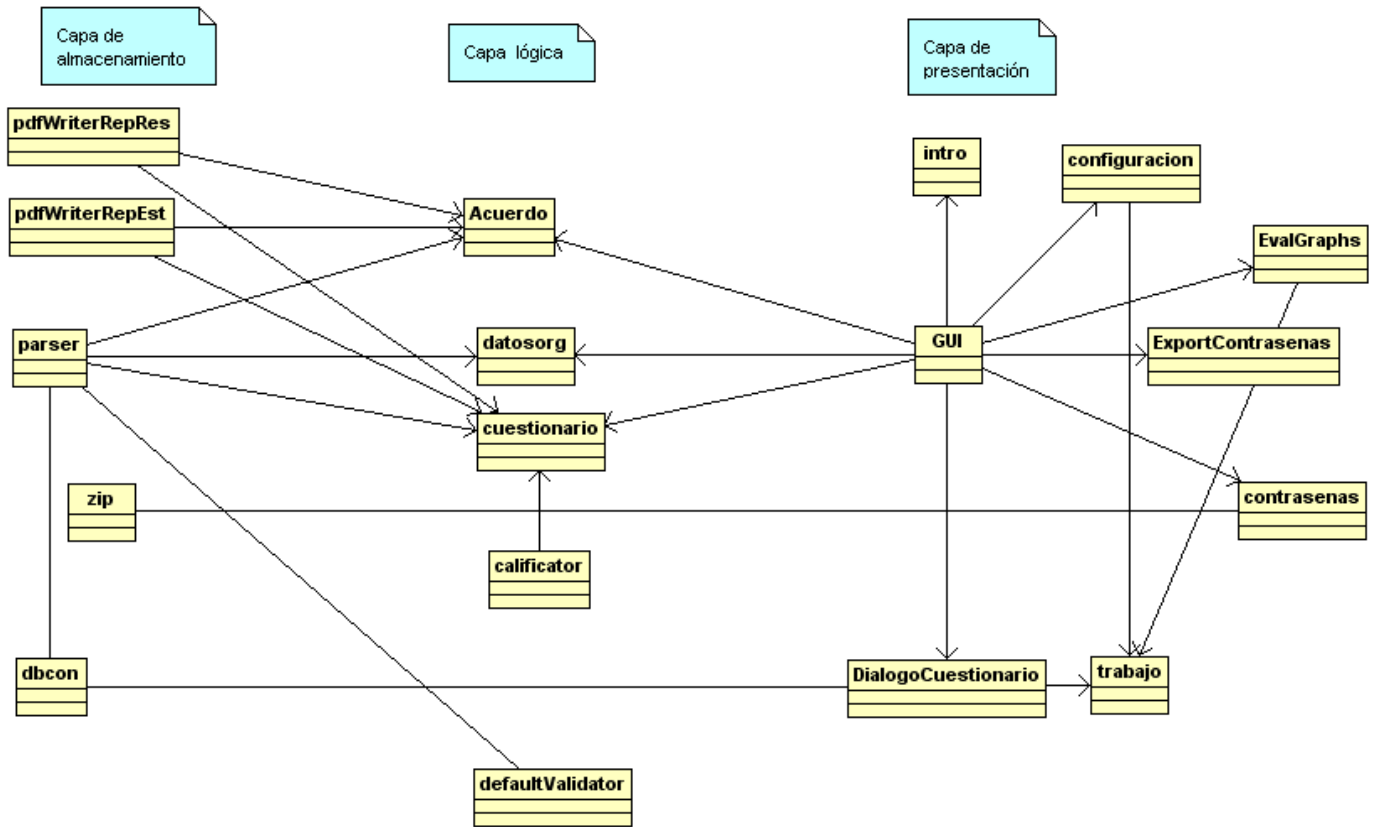 Capa de
almacenamiento
Capa lógica
Capa de
presentación
pdfWriterRepRes
intro
configuracion
pdfWriterRepEst
Acuerdo
EvalGraphs
parser
datosorg
GUI
ExportContrasenas
cuestionario
zip
contrasenas
calificator
dbcon
DialogoCuestionario
trabajo
defaultValidator